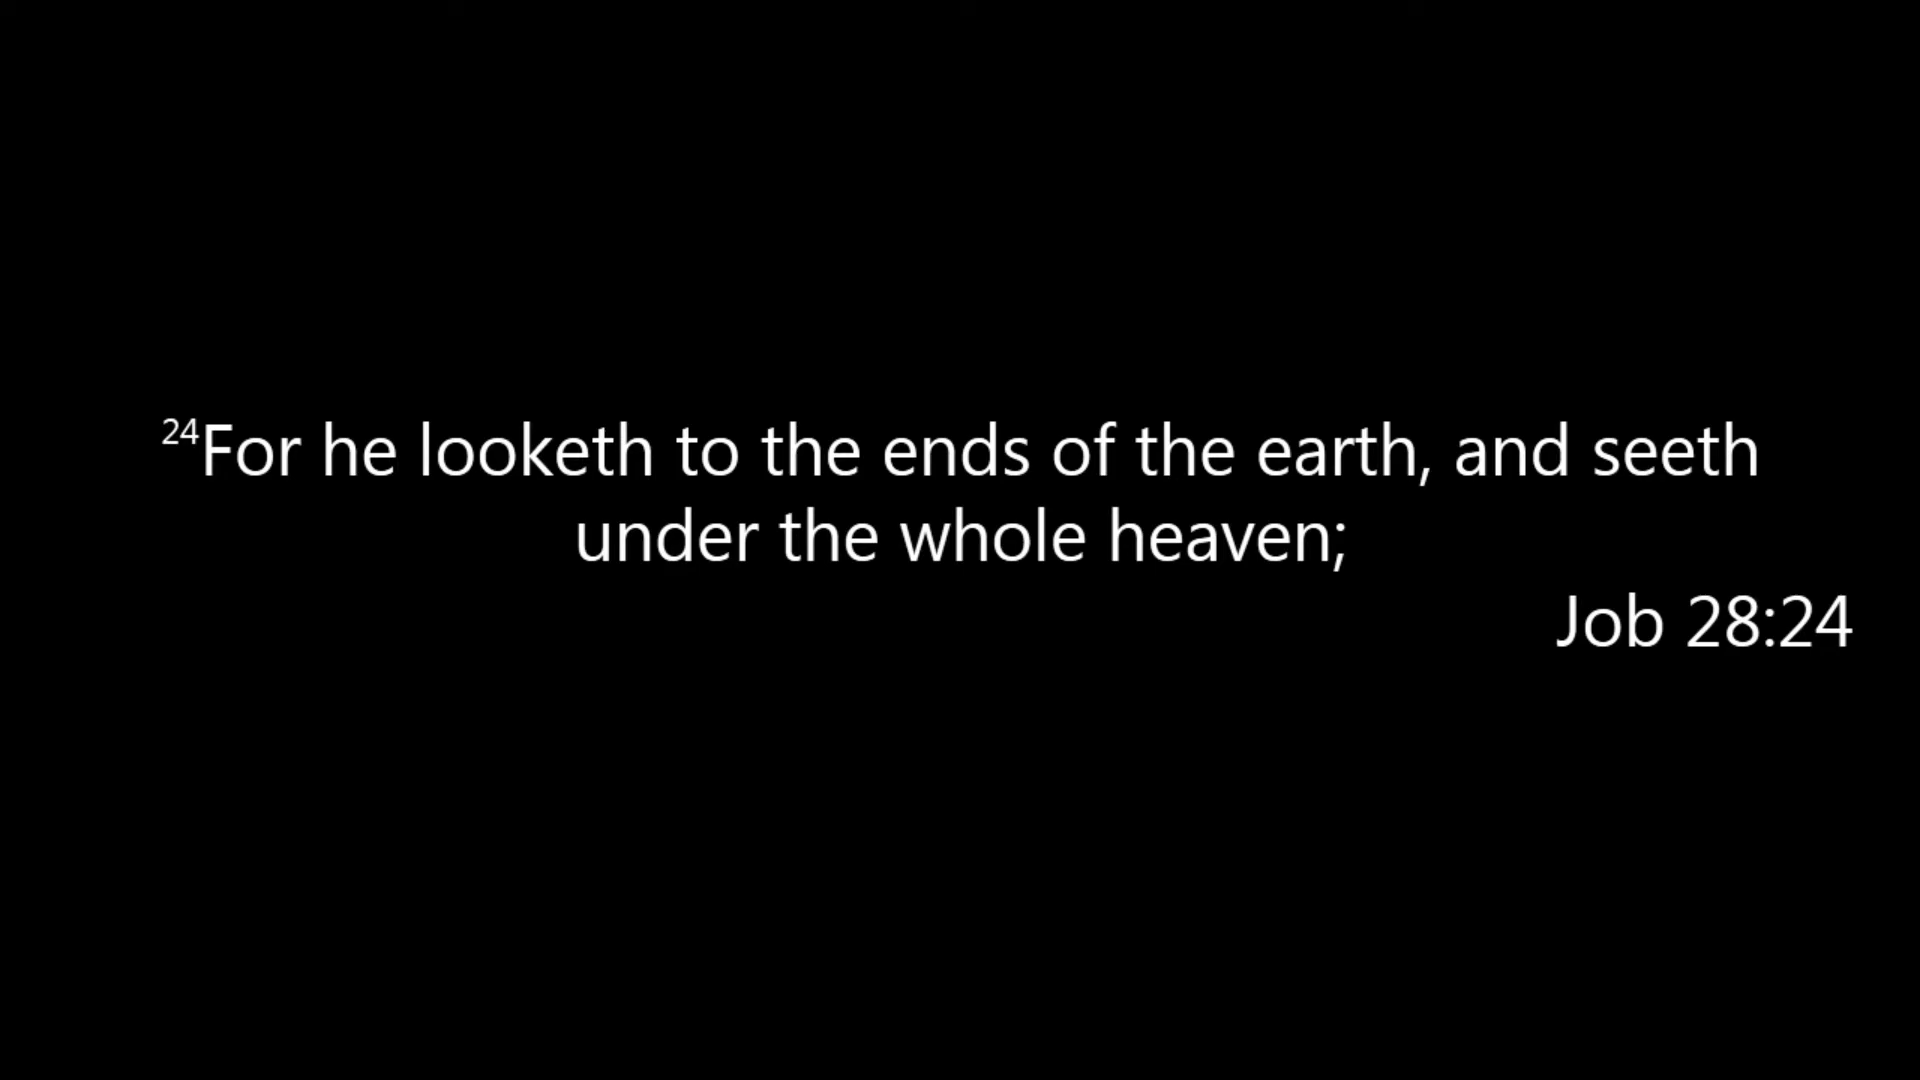 ²⁴For he looketh to the ends of the earth, and seeth
under the whole heaven;
Job 28:24